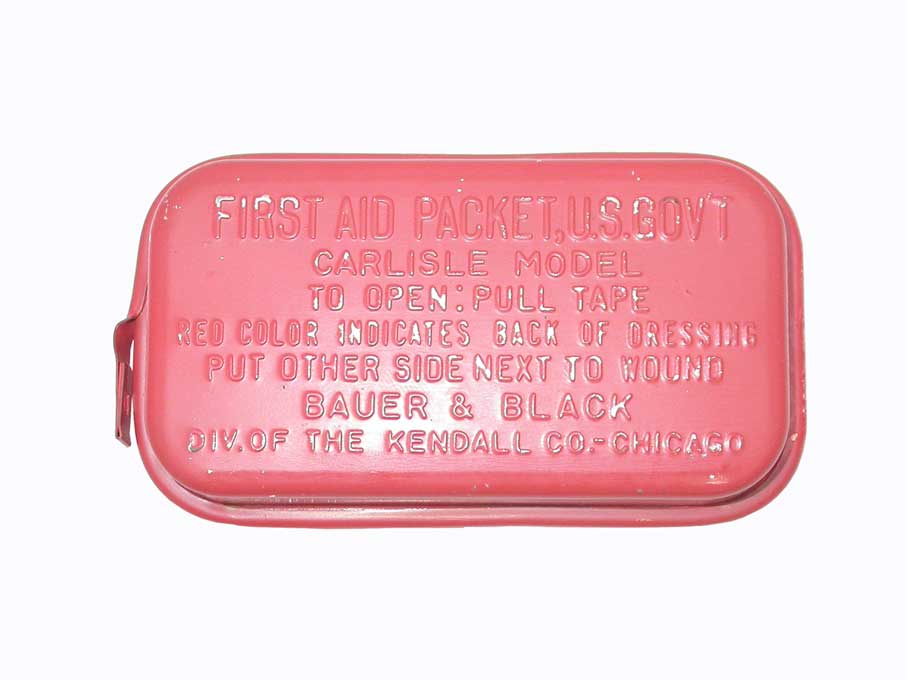 FIRST AID PACKET, U.S. GOV'T
CARLISLE MODEL
TO OPEN: PULL TAPE
RED COLOR INDICATES BACK OF DRESSING
PUT OTHER SIDE NEXT TO WOUND
BAUER & BLACK
DIV. OF THE KENDALL CO.-CHICAGO